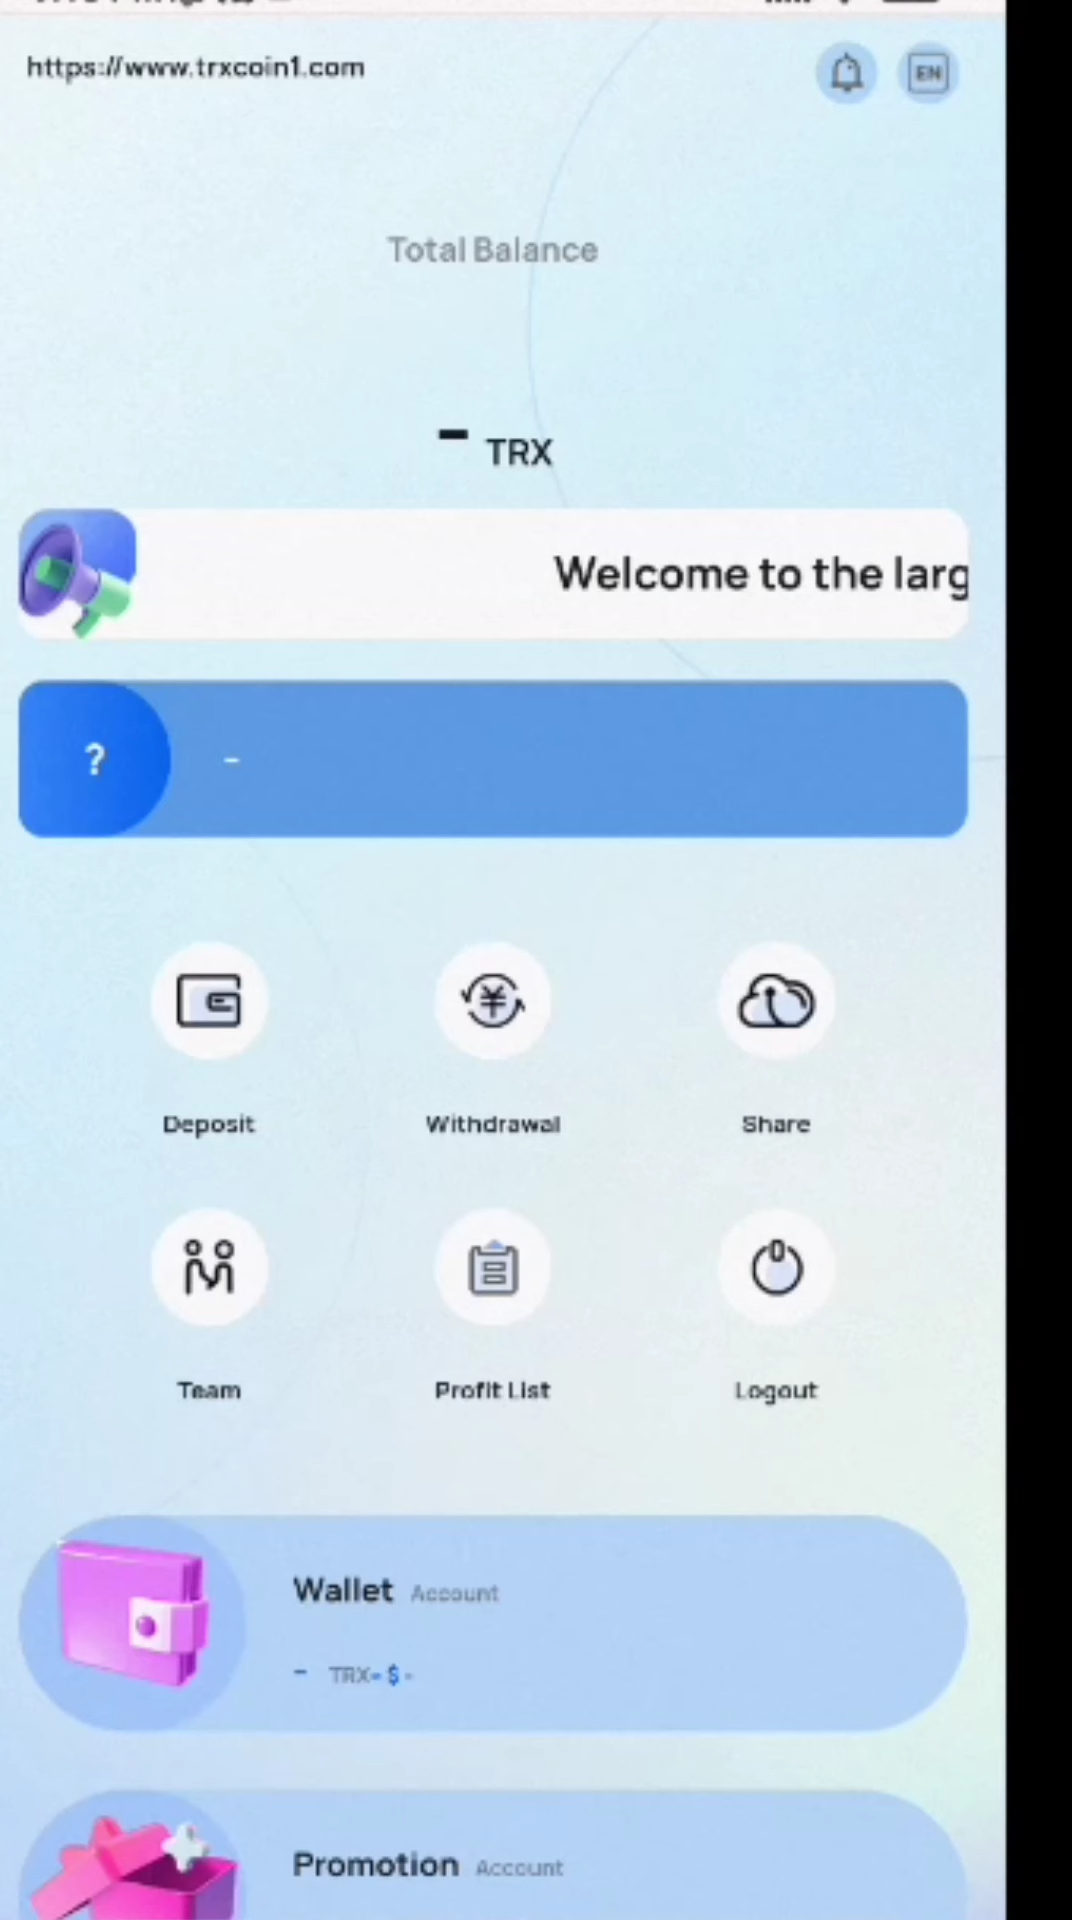 https://www.trxcoin1.com
EN
Total Balance
- TRX
Welcome to the larg
? -
Deposit Withdrawal Share
Team Profit List Logout
Wallet Account
- TRX≈ $ -
Promotion Account